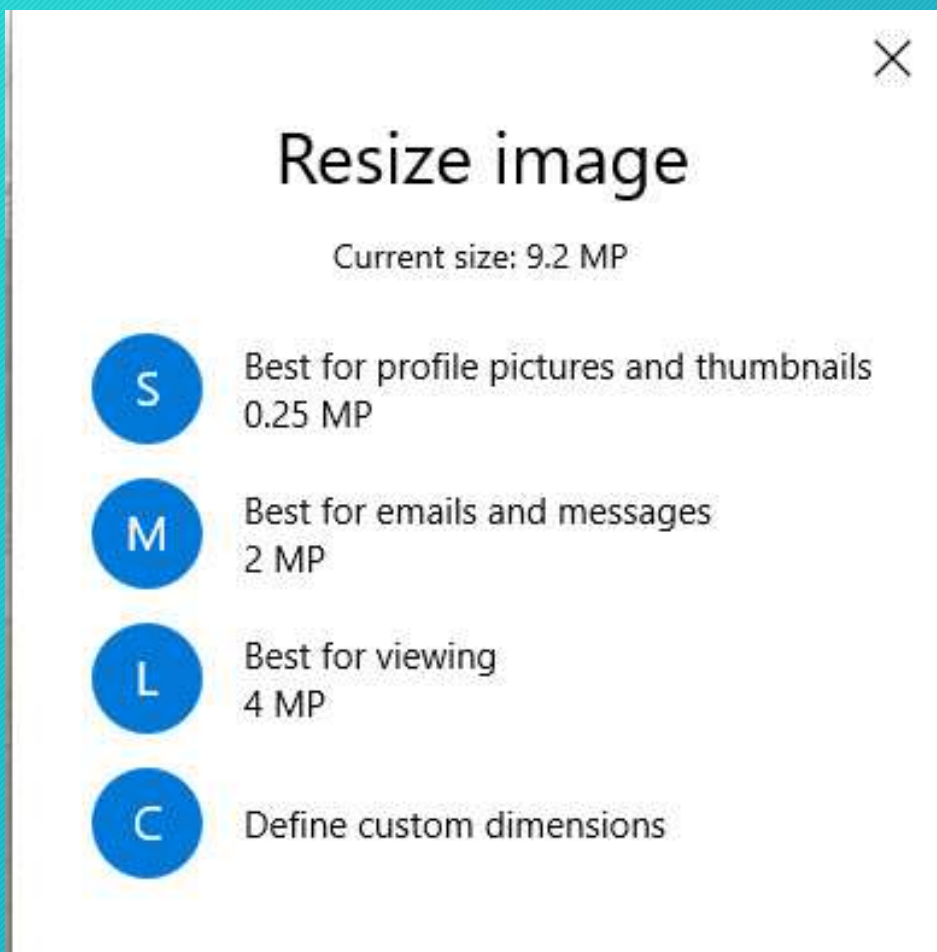 Resize image
Current size: 9.2 MP
S
Best for profile pictures and thumbnails
0.25 MP
M
Best for emails and messages
2 MP
L
Best for viewing
4 MP
C
Define custom dimensions